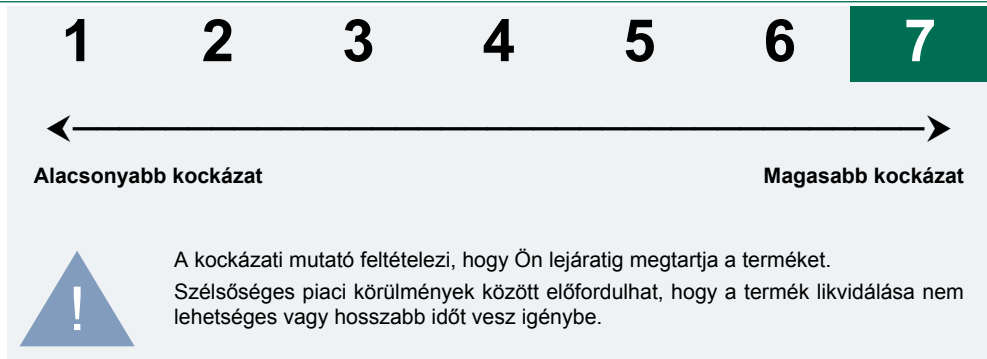 1 2 3 4 5 6 7
Alacsonyabb kockázat Magasabb kockázat
A kockázati mutató feltételezi, hogy Ön lejáratig megtartja a terméket.
Szélsőséges piaci körülmények között előfordulhat, hogy a termék likvidálása nem
lehetséges vagy hosszabb időt vesz igénybe.
!